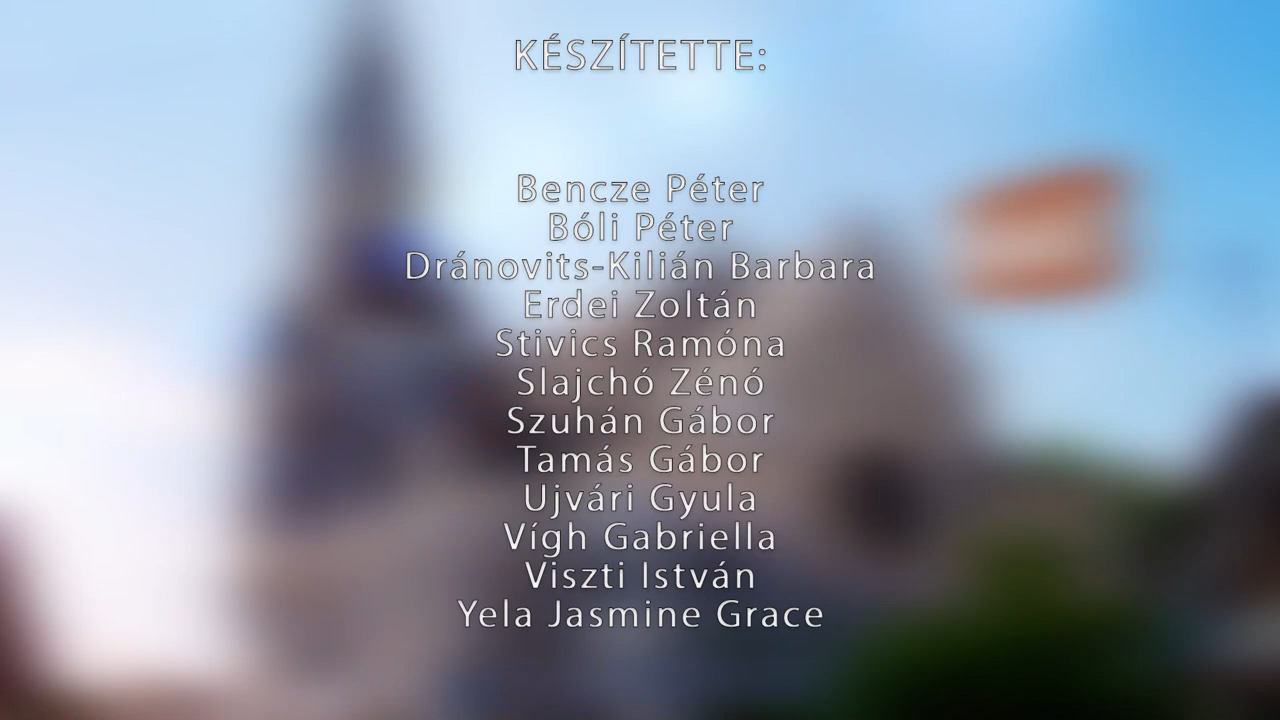 KÉSZÍTETTE:
Bencze Péter
Bóli Péter
Dránovits-Kilián Barbara
Erdei Zoltán
Stivics Ramóna
Slajchó Zénó
Szuhán Gábor
Tamás Gábor
Ujvári Gyula
Vígh Gabriella
Viszti István
Yela Jasmine Grace